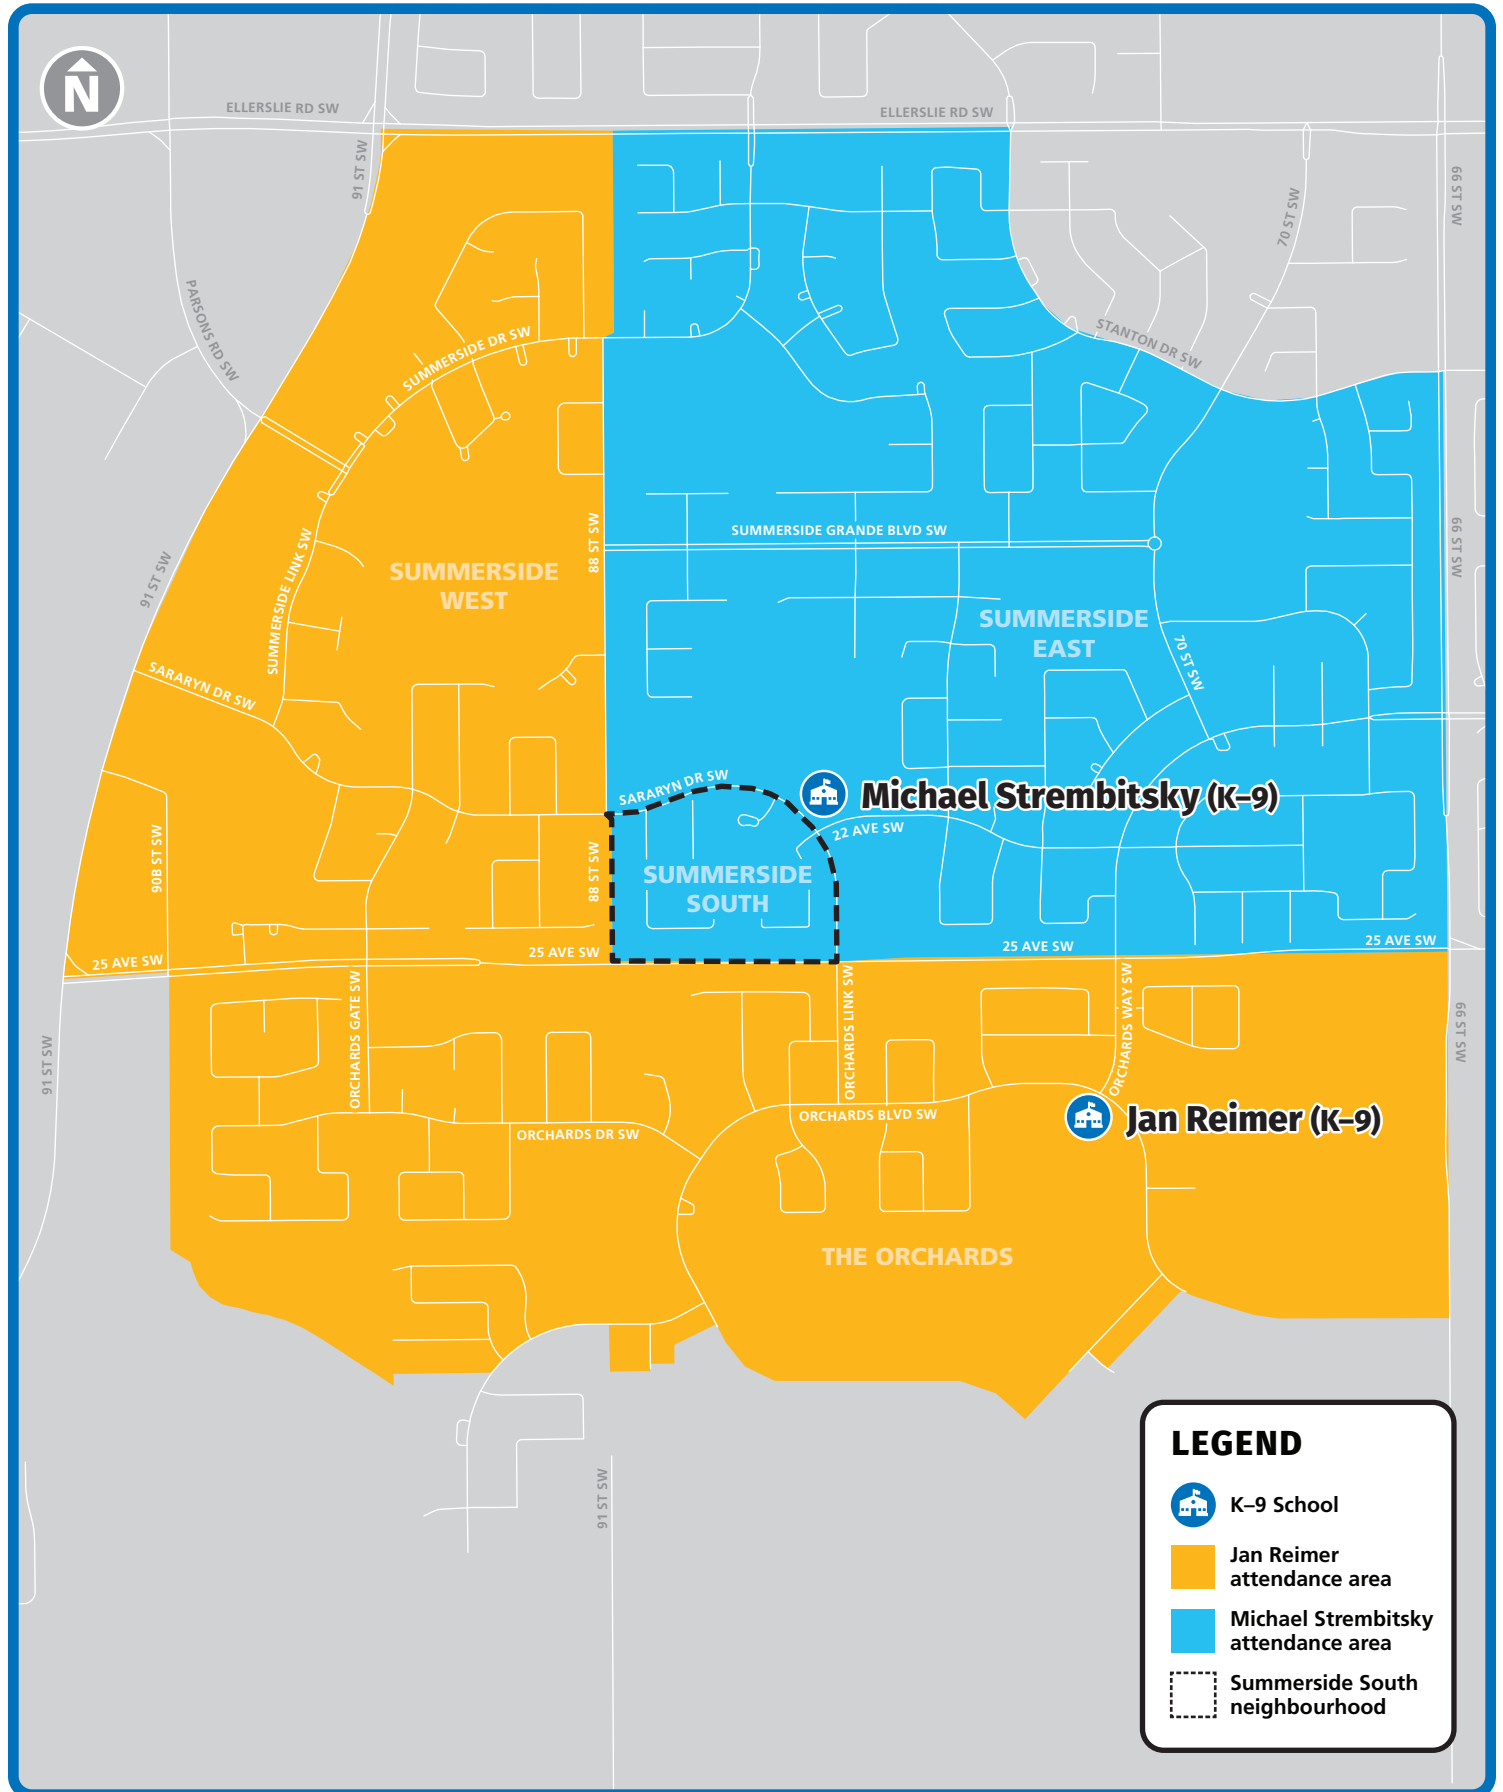 N
ELLERSLIE RD SW
ELLERSLIE RD SW
91 ST SW
66 ST SW
70 ST SW
PARSONS RD SW
STANTON DR SW
SUMMERSIDE DR SW
88 ST SW
SUMMERSIDE GRANDE BLVD SW
66 ST SW
91 ST SW
SUMMERSIDE LINK SW
SUMMERSIDE
WEST
SUMMERSIDE
EAST
70 ST SW
SARARYN DR SW
SARARYN DR SW
Michael Strembitsky (K–9)
22 AVE SW
90B ST SW
88 ST SW
SUMMERSIDE
SOUTH
25 AVE SW
25 AVE SW
25 AVE SW
25 AVE SW
ORCHARDS GATE SW
ORCHARDS LINK SW
ORCHARDS WAY SW
66 ST SW
91 ST SW
ORCHARDS BLVD SW
Jan Reimer (K–9)
ORCHARDS DR SW
THE ORCHARDS
91 ST SW
LEGEND
K–9 School
Jan Reimer
attendance area
Michael Strembitsky
attendance area
Summerside South
neighbourhood